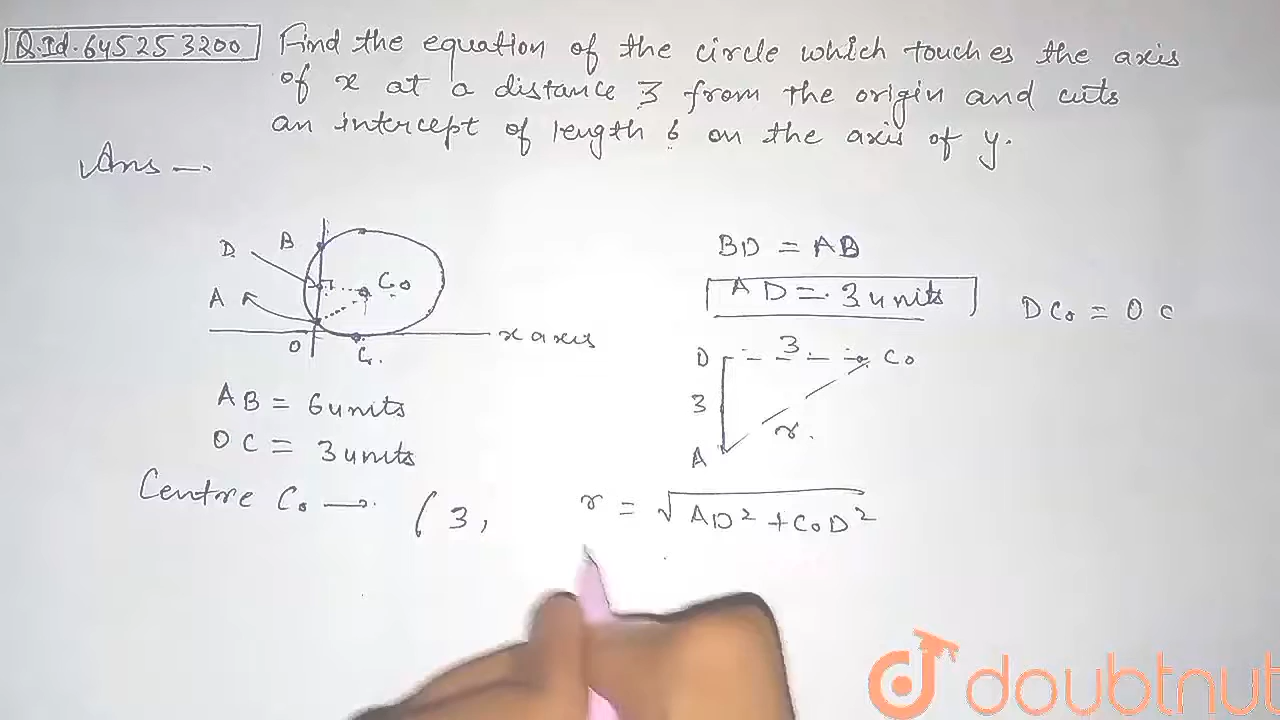 Q.Id. 645253200
Find the equation of the circle which touches the axis
of x at a distance 3 from the origin and cuts
an intercept of length 6 on the axis of y.
Ans —.
D B
A
C₀
O C.
x axis
AB = 6 units
OC = 3 units
Centre C₀ → (3,
BD = AB
AD = 3 units
DC₀ = OC
D 3 C₀
3
r.
A
r = √AD² + C₀D²
doubtnut